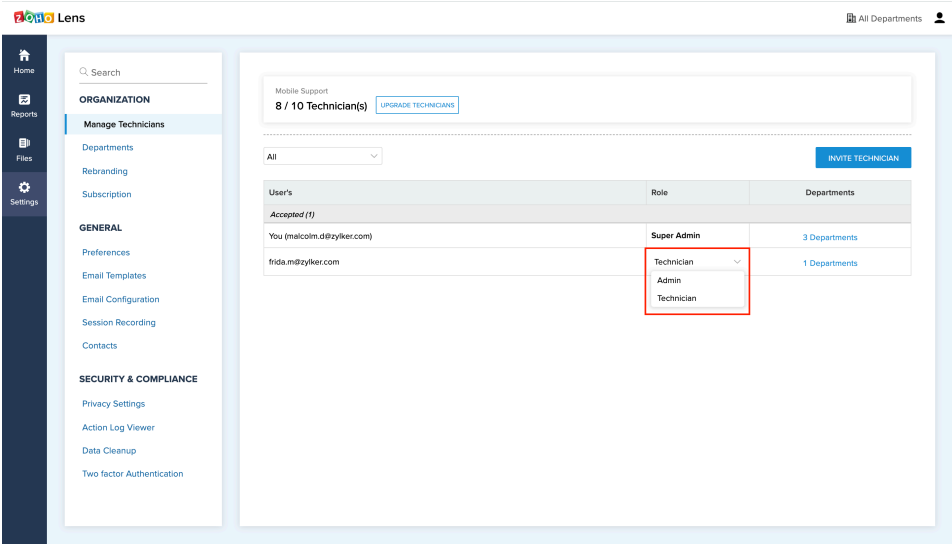 ZOHO Lens
All Departments
Home
Reports
Files
Settings
Search
ORGANIZATION
Manage Technicians
Departments
Rebranding
Subscription
GENERAL
Preferences
Email Templates
Email Configuration
Session Recording
Contacts
SECURITY & COMPLIANCE
Privacy Settings
Action Log Viewer
Data Cleanup
Two factor Authentication
Mobile Support
8 / 10 Technician(s) UPGRADE TECHNICIANS
All
INVITE TECHNICIAN
User's Role Departments
Accepted (1)
You (malcolm.d@zylker.com) Super Admin 3 Departments
frida.m@zylker.com Technician 1 Departments
Admin
Technician